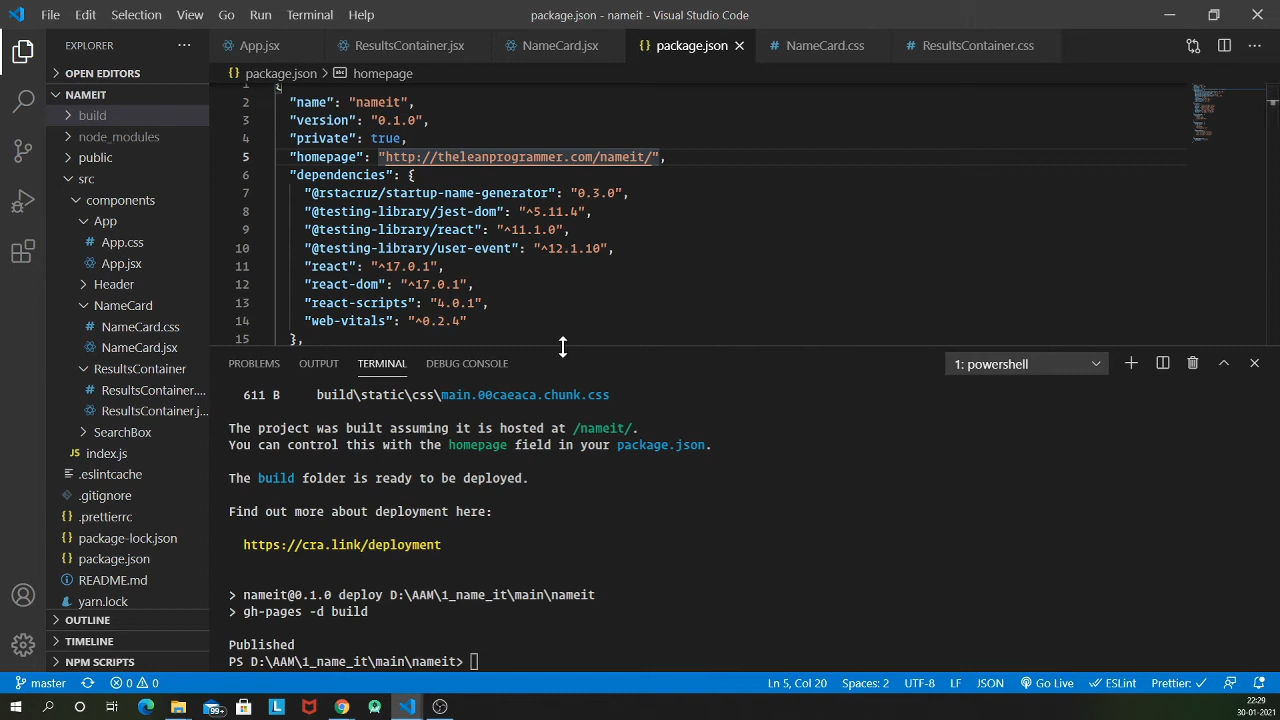 File Edit Selection View Go Run Terminal Help package.json - nameit - Visual Studio Code
EXPLORER
App.jsx ResultsContainer.jsx NameCard.jsx package.json NameCard.css ResultsContainer.css
OPEN EDITORS
NAMEIT
build
node_modules
public
src
components
App
App.css
App.jsx
Header
NameCard
NameCard.css
NameCard.jsx
ResultsContainer
ResultsContainer....
ResultsContainer.j...
SearchBox
index.js
.eslintcache
.gitignore
.prettierrc
package-lock.json
package.json
README.md
yarn.lock
OUTLINE
TIMELINE
NPM SCRIPTS
package.json > homepage
1 {
2 "name": "nameit",
3 "version": "0.1.0",
4 "private": true,
5 "homepage": "http://theleanprogrammer.com/nameit/",
6 "dependencies": {
7 "@rstacruz/startup-name-generator": "0.3.0",
8 "@testing-library/jest-dom": "^5.11.4",
9 "@testing-library/react": "^11.1.0",
10 "@testing-library/user-event": "^12.1.10",
11 "react": "^17.0.1",
12 "react-dom": "^17.0.1",
13 "react-scripts": "4.0.1",
14 "web-vitals": "^0.2.4"
15 },
PROBLEMS OUTPUT TERMINAL DEBUG CONSOLE 1: powershell
611 B build\static\css\main.00caeaca.chunk.css
The project was built assuming it is hosted at /nameit/.
You can control this with the homepage field in your package.json.
The build folder is ready to be deployed.
Find out more about deployment here:
https://cra.link/deployment
> nameit@0.1.0 deploy D:\AAM\1_name_it\main\nameit
> gh-pages -d build
Published
PS D:\AAM\1_name_it\main\nameit>
master 0 0 Ln 5, Col 20 Spaces: 2 UTF-8 LF JSON Go Live ESLint Prettier:
99+
L
22:29
30-01-2021